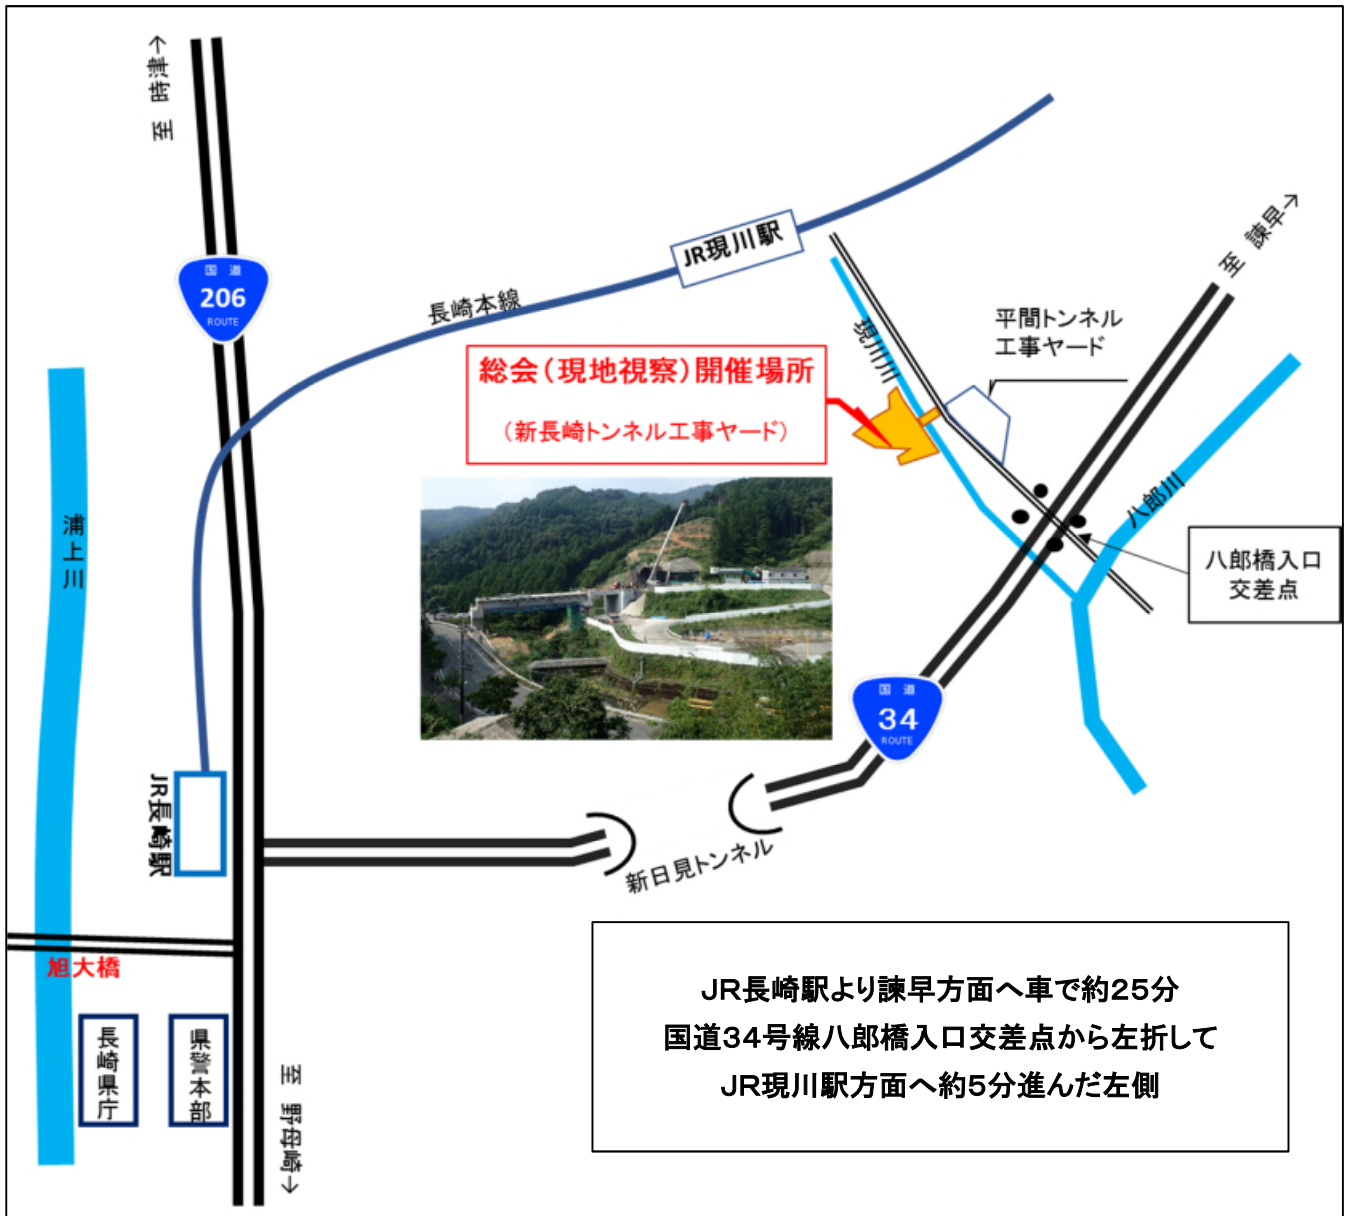 至 時津→
国道
206
ROUTE
長崎本線
JR現川駅
至 諫早→
現川川
平間トンネル
工事ヤード
総会（現地視察）開催場所
（新長崎トンネル工事ヤード）
八郎川
八郎橋入口
交差点
浦上川
国道
34
ROUTE
JR長崎駅
新日見トンネル
旭大橋
長崎県庁
県警本部
至 野母崎→
ＪＲ長崎駅より諫早方面へ車で約２５分
国道３４号線八郎橋入口交差点から左折して
ＪＲ現川駅方面へ約５分進んだ左側